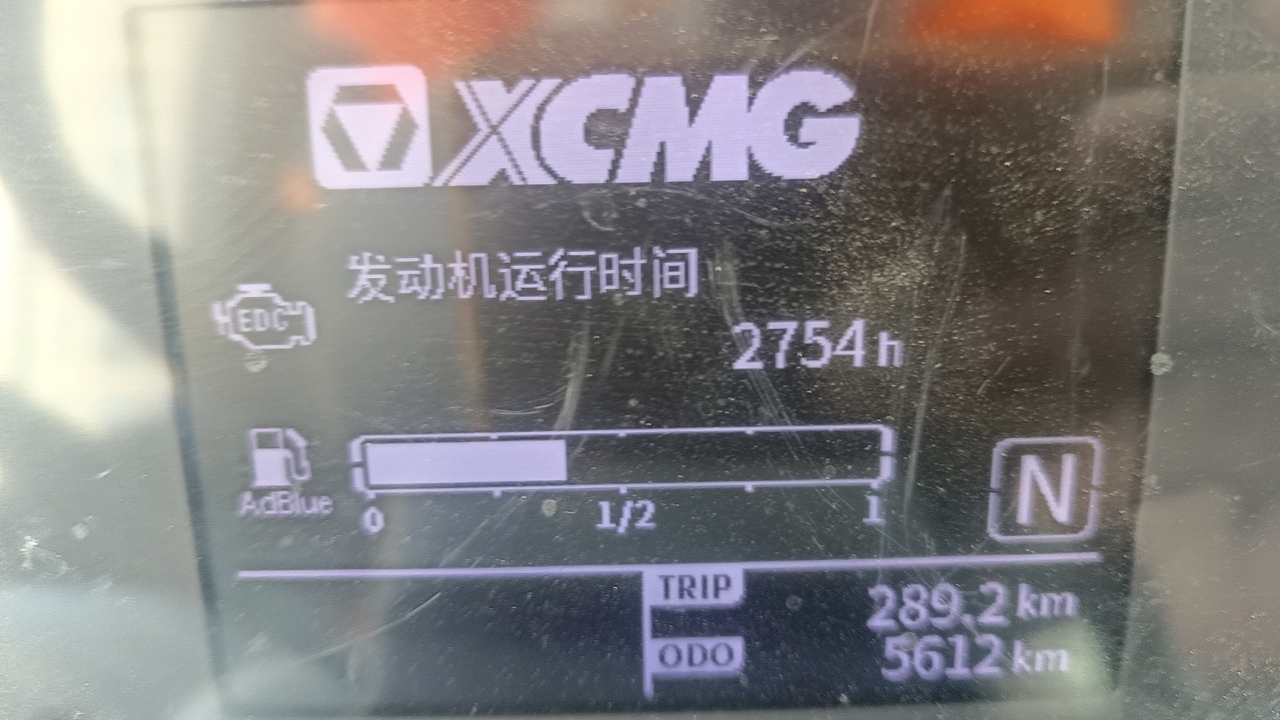 XCMG
发动机运行时间
EDC
2754 h
AdBlue
0 1/2 1
N
TRIP 289.2 km
ODO 5612 km